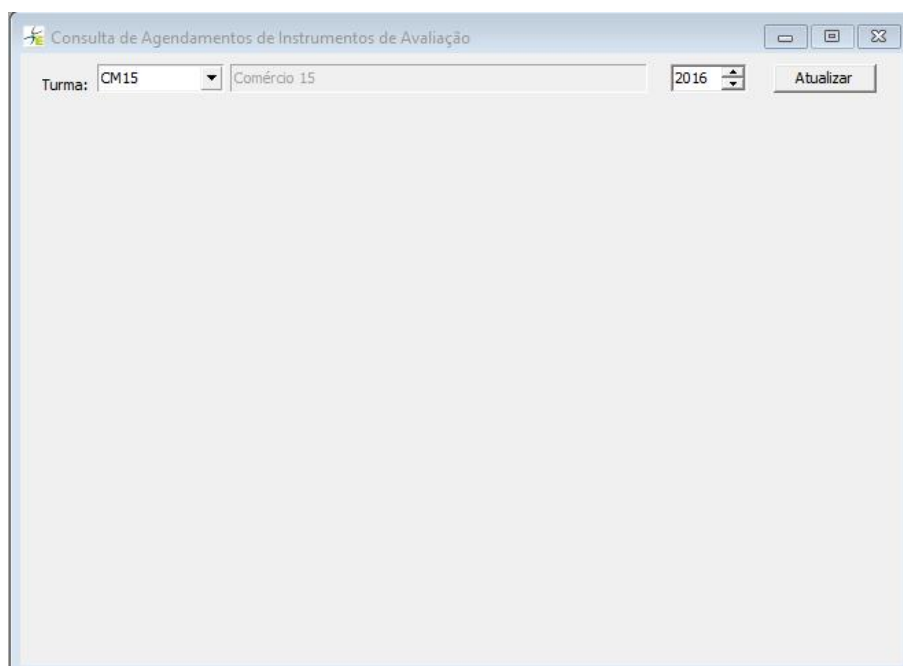 Consulta de Agendamentos de Instrumentos de Avaliação
Turma: CM15 Comércio 15 2016 Atualizar